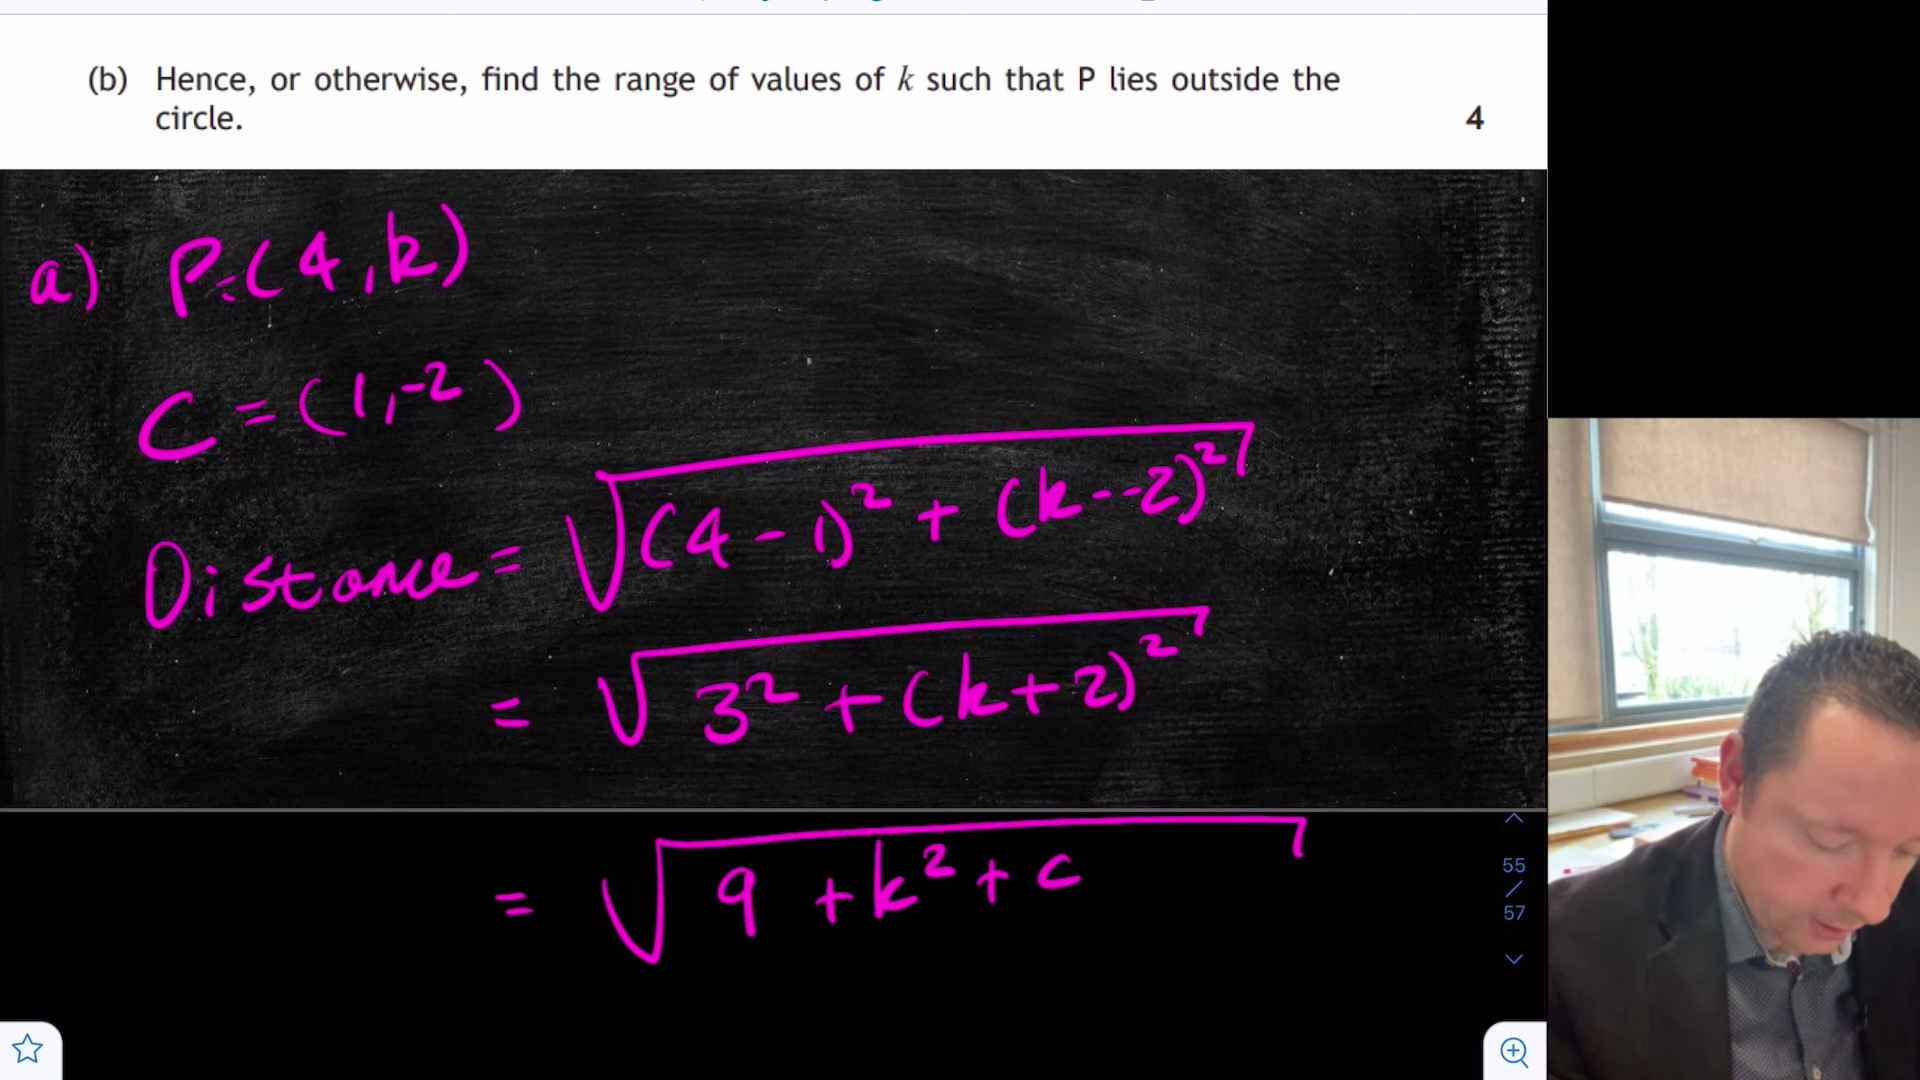 (b) Hence, or otherwise, find the range of values of k such that P lies outside the
circle. 4
a) P=(4,k)
C = (1,-2)
Distance = √(4-1)² + (k--2)²
= √3² + (k+2)²
= √9 + k² + c
55
/
57